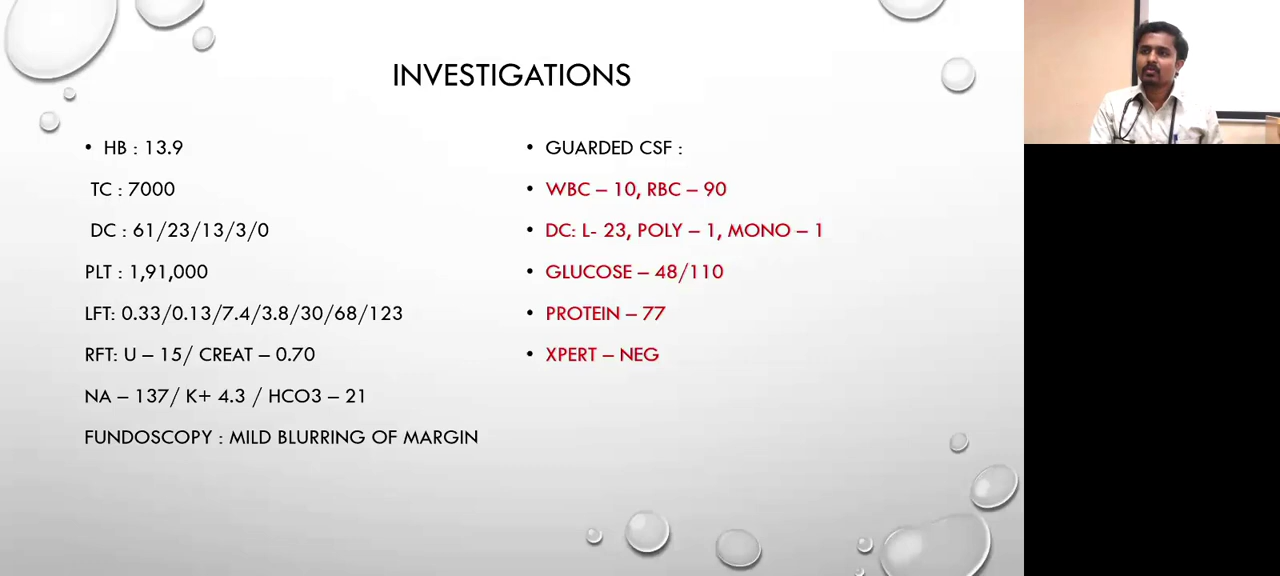 INVESTIGATIONS
• HB : 13.9
TC : 7000
DC : 61/23/13/3/0
PLT : 1,91,000
LFT: 0.33/0.13/7.4/3.8/30/68/123
RFT: U – 15/ CREAT – 0.70
NA – 137/ K+ 4.3 / HCO3 – 21
FUNDOSCOPY : MILD BLURRING OF MARGIN
• GUARDED CSF :
• WBC – 10, RBC – 90
• DC: L- 23, POLY – 1, MONO – 1
• GLUCOSE – 48/110
• PROTEIN – 77
• XPERT – NEG